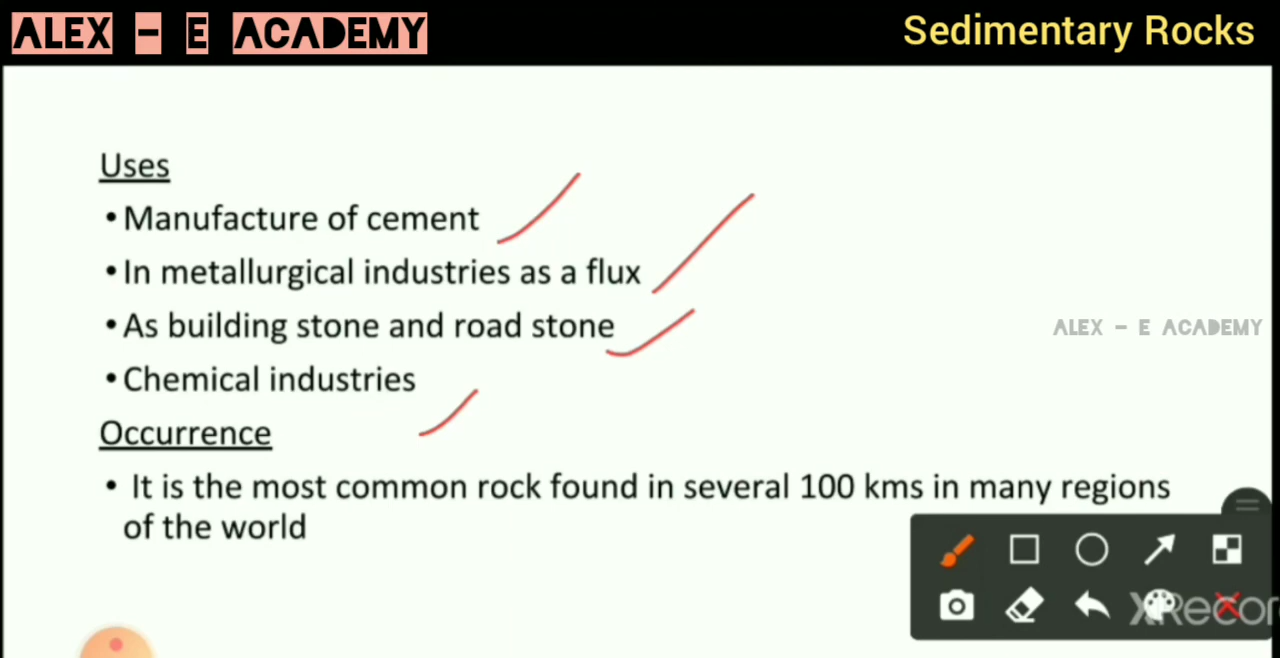 ALEX - E ACADEMY
Sedimentary Rocks
Uses
•Manufacture of cement
•In metallurgical industries as a flux
•As building stone and road stone
ALEX - E ACADEMY
•Chemical industries
Occurrence
• It is the most common rock found in several 100 kms in many regions
of the world
XRecor